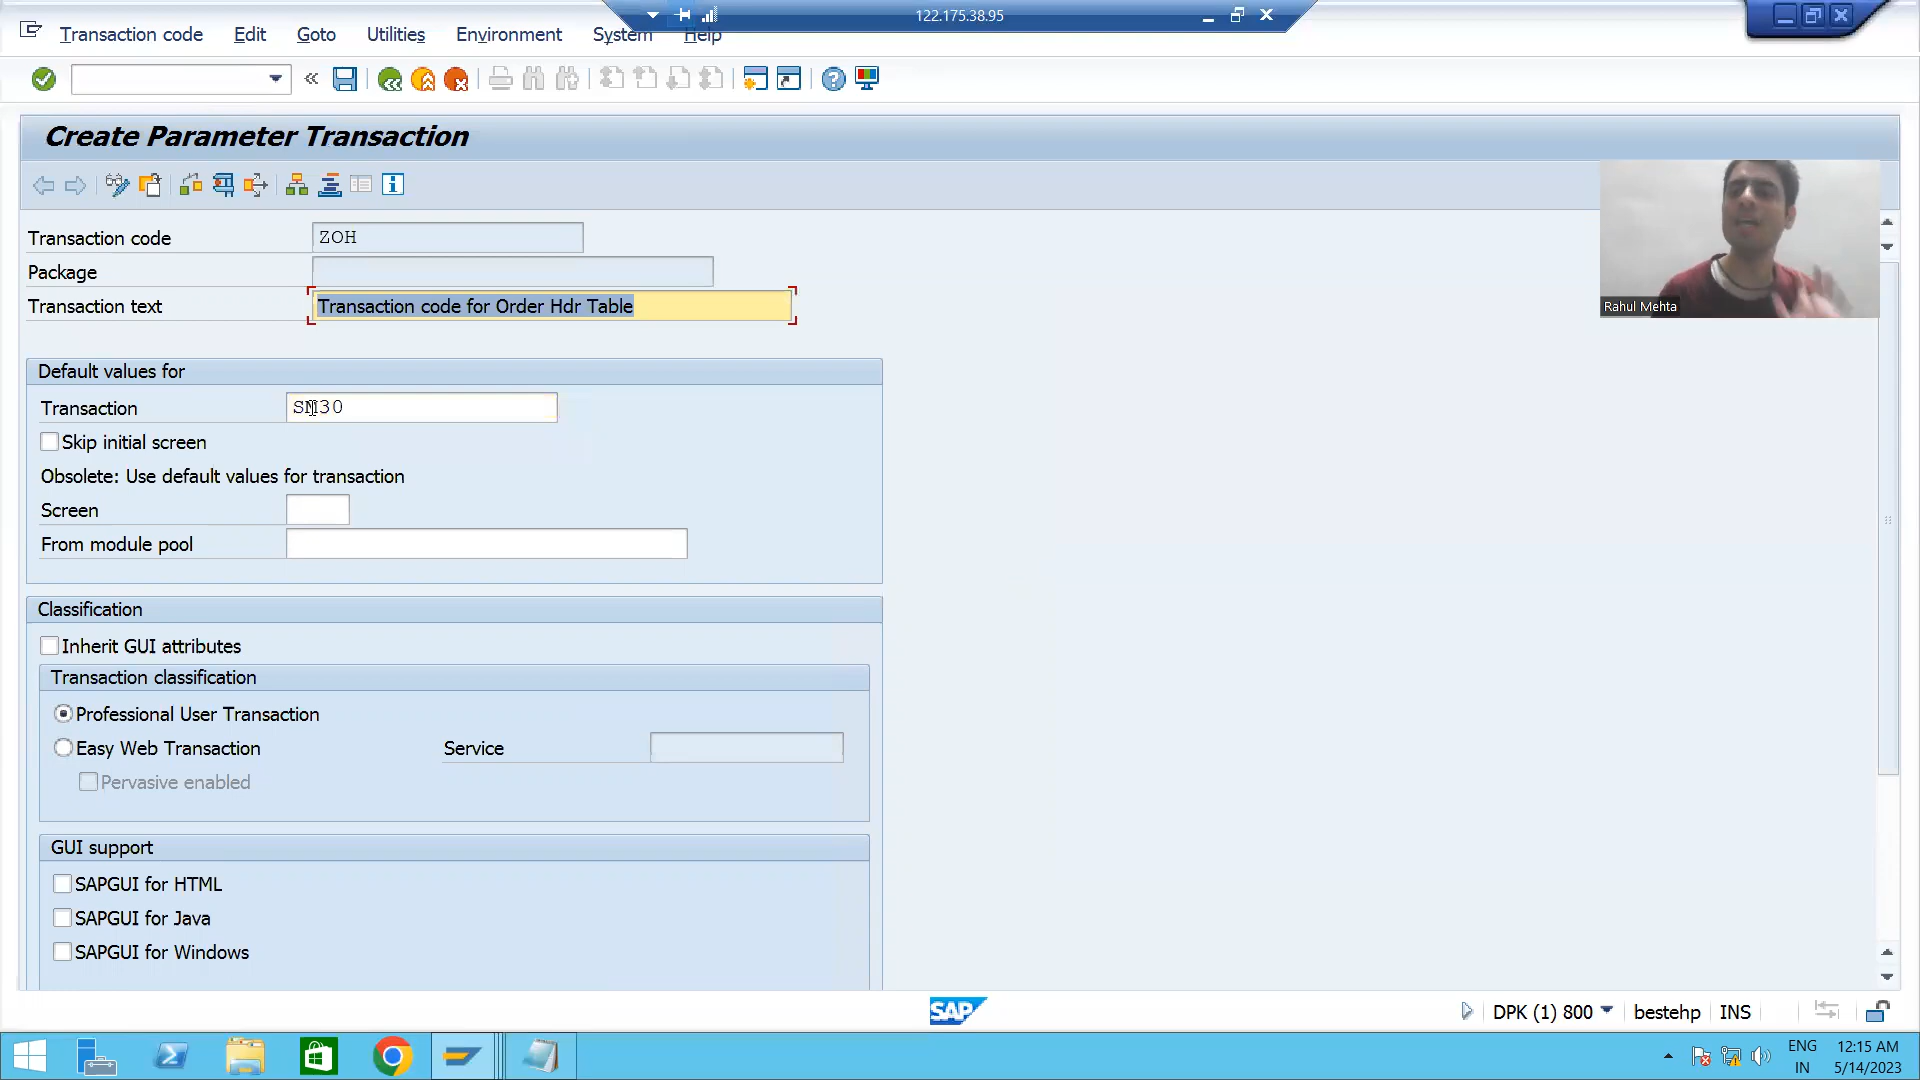 122.175.38.95
Transaction code Edit Goto Utilities Environment System Help
Create Parameter Transaction
Transaction code ZOH
Package
Transaction text Transaction code for Order Hdr Table
Rahul Mehta
Default values for
Transaction SM30
Skip initial screen
Obsolete: Use default values for transaction
Screen
From module pool
Classification
Inherit GUI attributes
Transaction classification
Professional User Transaction
Easy Web Transaction Service
Pervasive enabled
GUI support
SAPGUI for HTML
SAPGUI for Java
SAPGUI for Windows
SAP DPK (1) 800 bestehp INS
ENG 12:15 AM
IN 5/14/2023